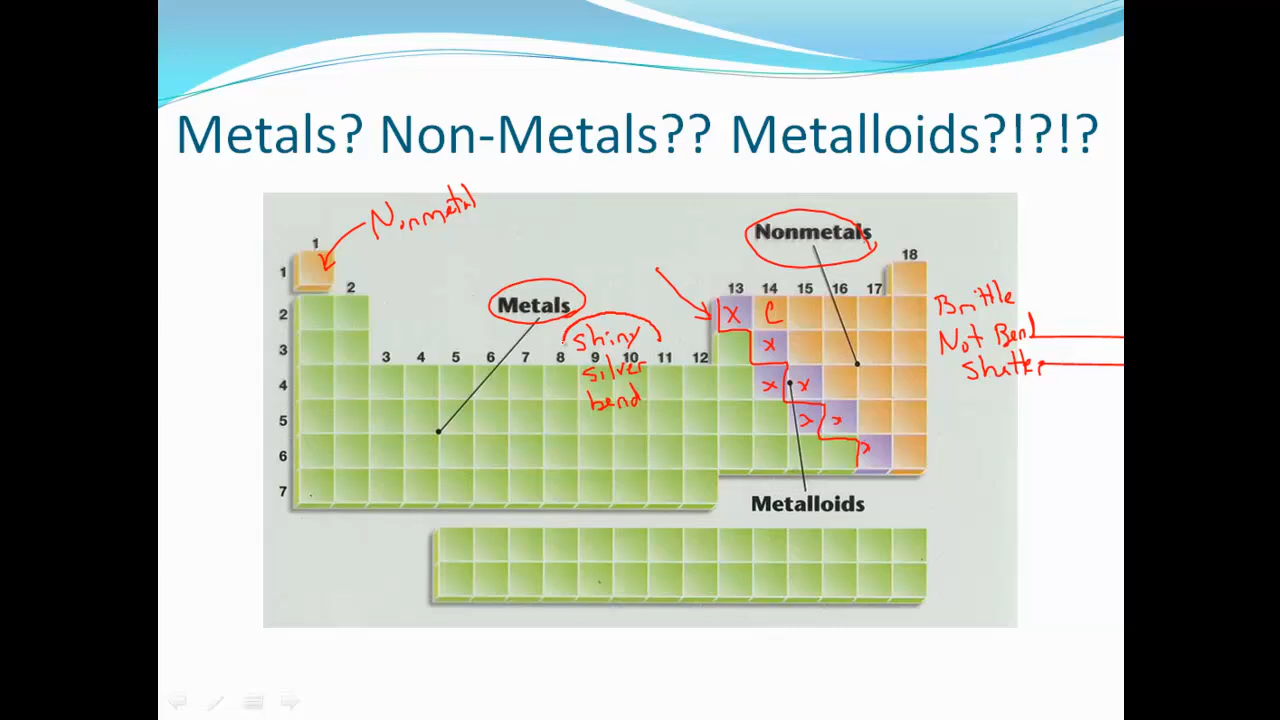 Metals? Non-Metals?? Metalloids?!?!?
Nonmetal
Nonmetals
1
18
1
2
13 14 15 16 17
Metals
2
X C
Brittle
shiny
Not Bend
3
3 4 5 6 7 8 9 10 11 12
x
silver
Shatter
4
x x
bend
5
x x
6
x
7
Metalloids